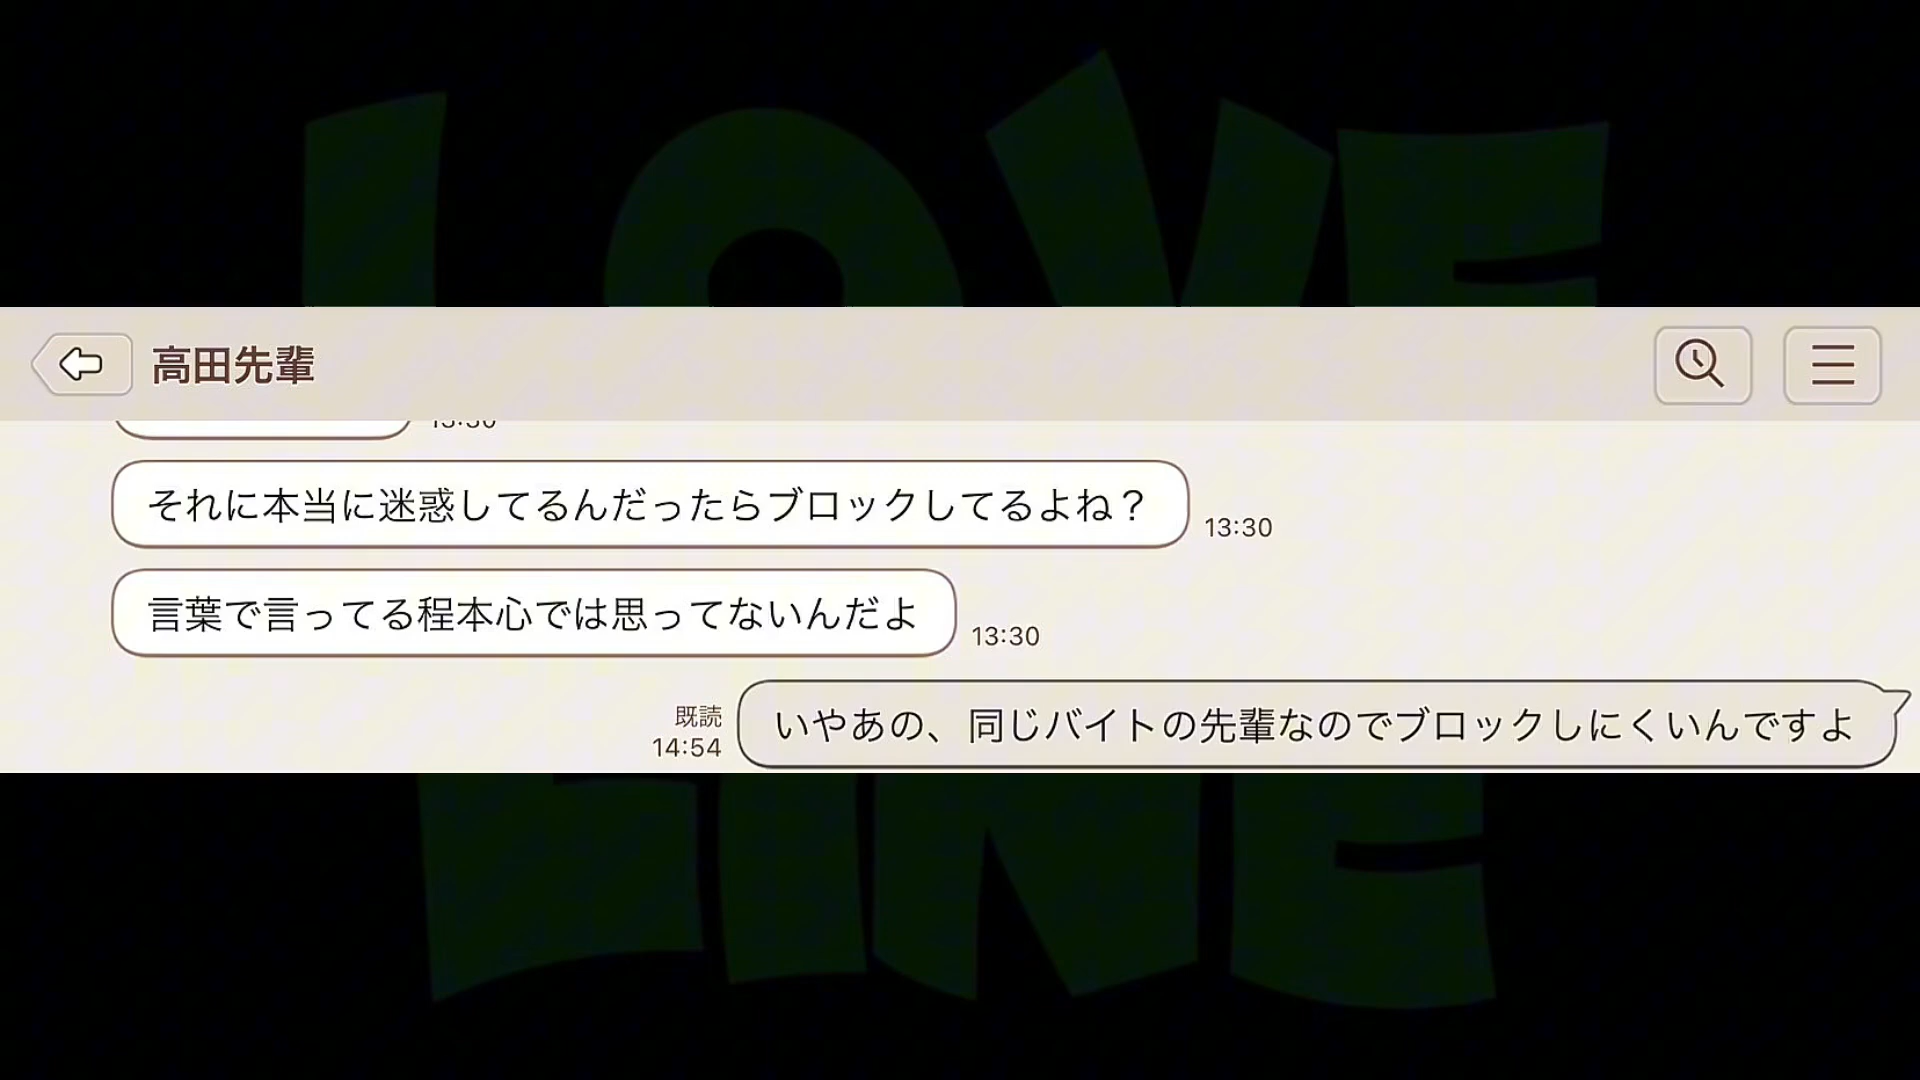 LOVE
高田先輩
13:30
それに本当に迷惑してるんだったらブロックしてるよね？
13:30
言葉で言ってる程本心では思ってないんだよ
13:30
いやあの、同じバイトの先輩なのでブロックしにくいんですよ
既読
14:54
LINE